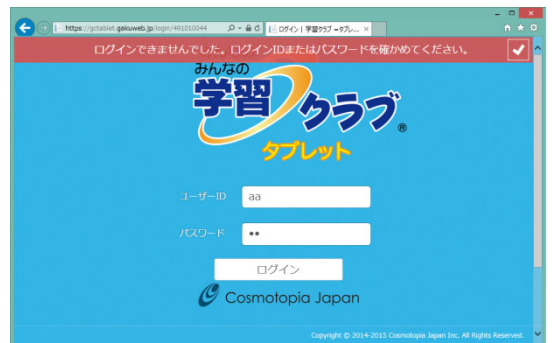 https://gctablet.gakuweb.jp/login/491010044
ログイン | 学習クラブ -タブレ...
ログインできませんでした。ログインIDまたはパスワードを確かめてください。
みんなの
学習クラブ®
タブレット
ユーザーID aa
パスワード ••
ログイン
Cosmotopia Japan
Copyright © 2014-2015 Cosmotopia Japan Inc. All Rights Reserved.